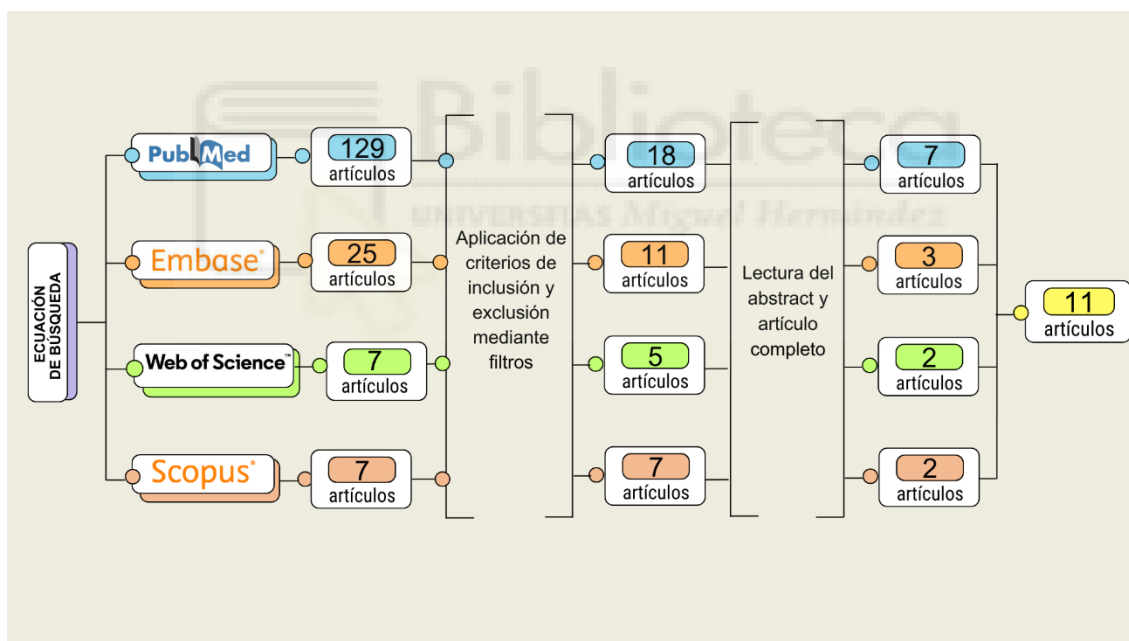 Biblioteca
UNIVERSITAS Miguel Hernández
ECUACIÓN
DE BÚSQUEDA
PubMed
129
artículos
Embase®
25
artículos
Web of Science™
7
artículos
Scopus®
7
artículos
Aplicación de
criterios de
inclusión y
exclusión
mediante
filtros
18
artículos
11
artículos
5
artículos
7
artículos
Lectura del
abstract y
artículo
completo
7
artículos
3
artículos
2
artículos
2
artículos
11
artículos